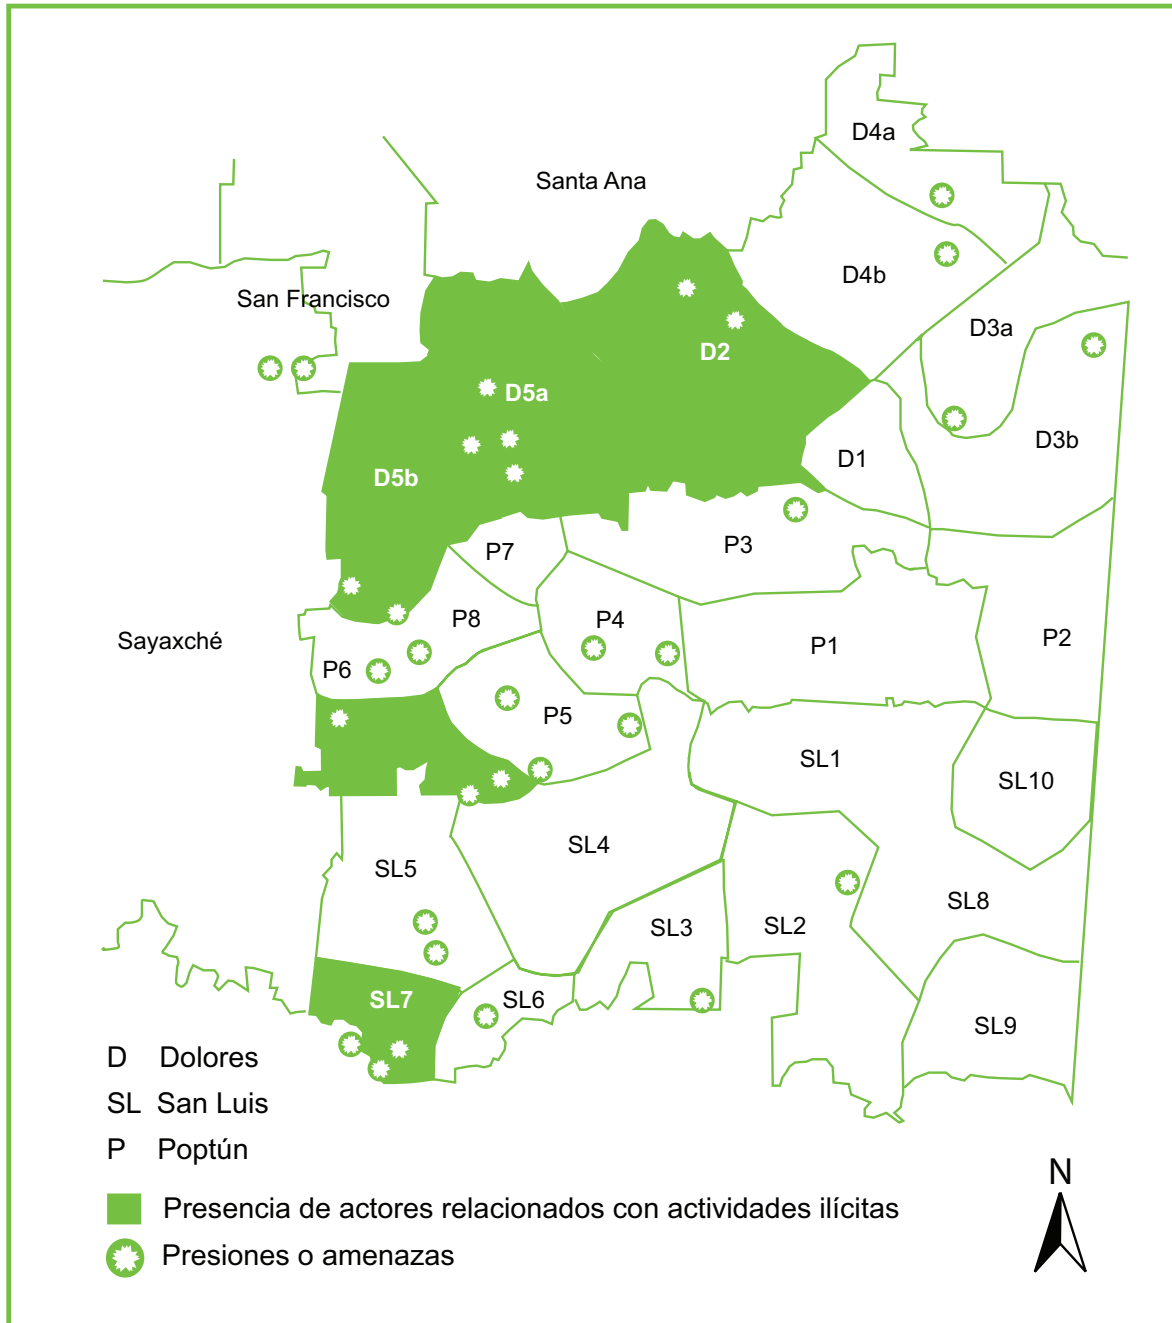 D4a
Santa Ana
D4b
San Francisco
D3a
D2
D5a
D3b
D1
D5b
P3
P7
P8
P4
P2
Sayaxché
P1
P6
P5
SL1
SL10
SL4
SL5
SL8
SL3
SL2
SL7
SL6
SL9
D Dolores
SL San Luis
P Poptún
N
Presencia de actores relacionados con actividades ilícitas
Presiones o amenazas